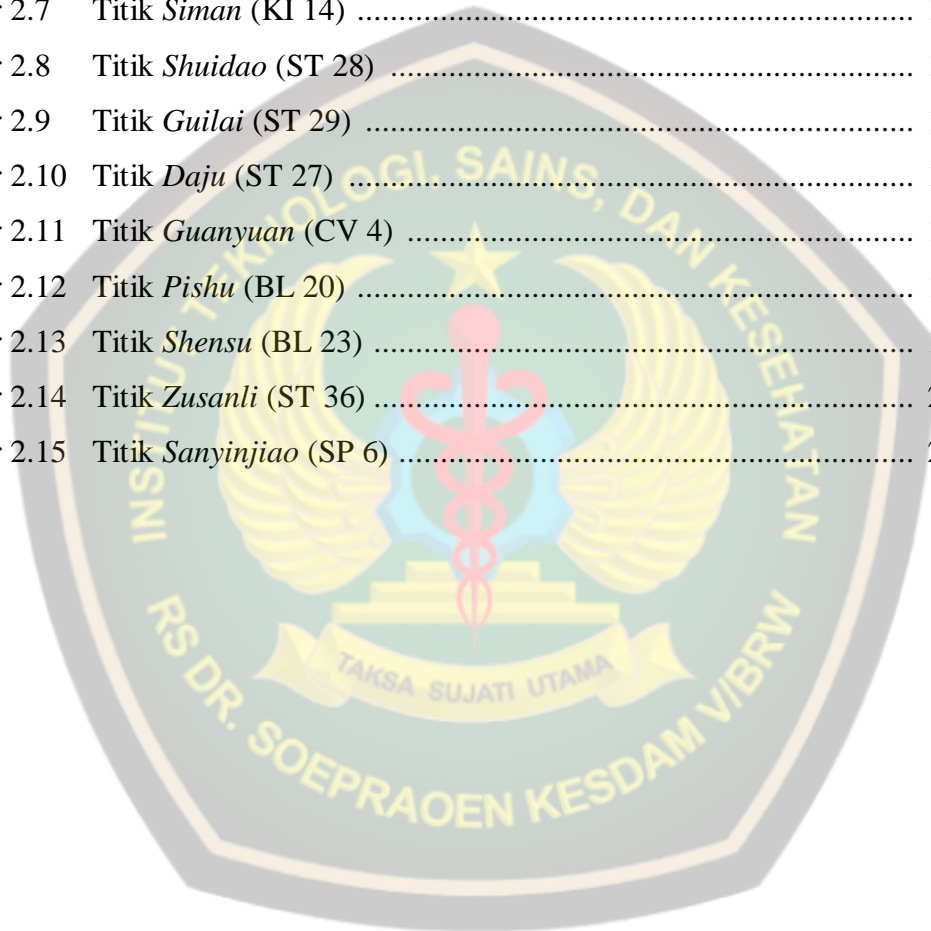 2.7 Titik Siman (KI 14) ........................................................................
2.8 Titik Shuidao (ST 28) ........................................................................
2.9 Titik Guilai (ST 29) ........................................................................
2.10 Titik Daju (ST 27) ........................................................................
2.11 Titik Guanyuan (CV 4) ........................................................................
2.12 Titik Pishu (BL 20) ........................................................................
2.13 Titik Shensu (BL 23) ........................................................................
2.14 Titik Zusanli (ST 36) ........................................................................ 2
2.15 Titik Sanyinjiao (SP 6) ........................................................................ 2
INSTITUT TEKNOLOGI, SAINS, DAN KESEHATAN
TAKSA SUJATI UTAMA
RS DR. SOEPRAOEN KESDAM V/BRW